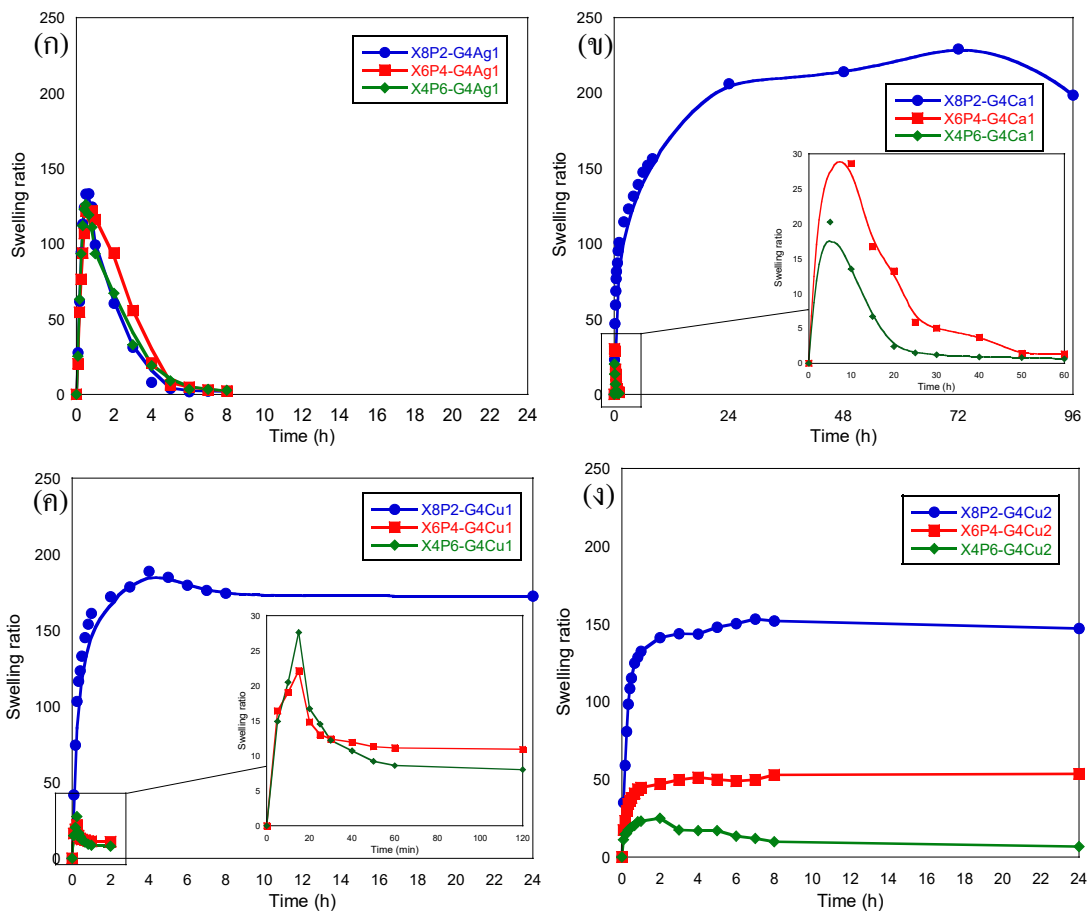 (ก)
X8P2-G4Ag1
X6P4-G4Ag1
X4P6-G4Ag1
Swelling ratio
250
200
150
100
50
0
0 2 4 6 8 10 12 14 16 18 20 22 24
Time (h)
(ข)
X8P2-G4Ca1
X6P4-G4Ca1
X4P6-G4Ca1
Swelling ratio
250
200
150
100
50
0
0 24 48 72 96
Time (h)
Swelling ratio
30
25
20
15
10
5
0
0 10 20 30 40 50 60
Time (h)
(ค)
X8P2-G4Cu1
X6P4-G4Cu1
X4P6-G4Cu1
Swelling ratio
250
200
150
100
50
0
0 2 4 6 8 10 12 14 16 18 20 22 24
Time (h)
Swelling ratio
30
25
20
15
10
5
0
0 20 40 60 80 100 120
Time (min)
(ง)
X8P2-G4Cu2
X6P4-G4Cu2
X4P6-G4Cu2
Swelling ratio
250
200
150
100
50
0
0 2 4 6 8 10 12 14 16 18 20 22 24
Time (h)